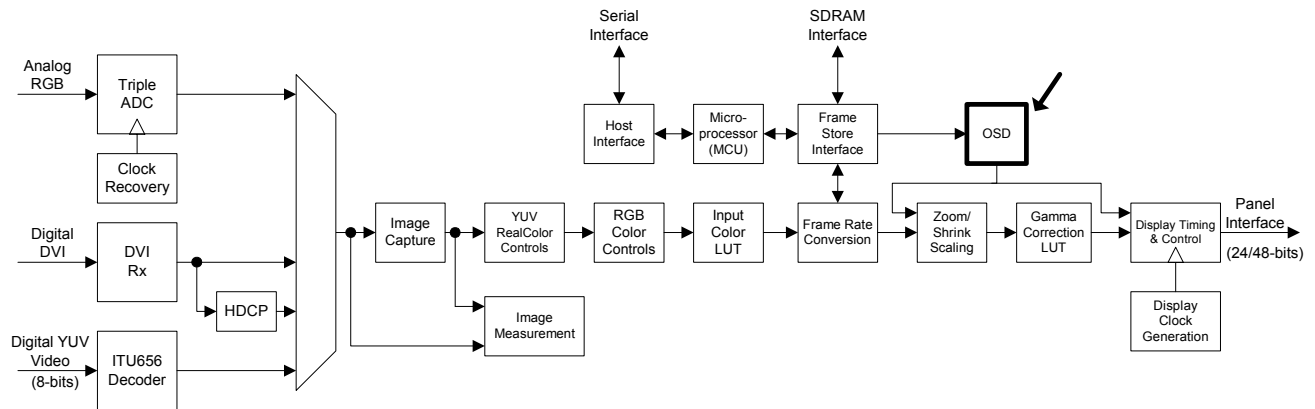 Serial
Interface
SDRAM
Interface
Analog
RGB
Triple
ADC
Clock
Recovery
Host
Interface
Micro-
processor
(MCU)
Frame
Store
Interface
OSD
Digital
DVI
DVI
Rx
HDCP
Image
Capture
YUV
RealColor
Controls
RGB
Color
Controls
Input
Color
LUT
Frame Rate
Conversion
Zoom/
Shrink
Scaling
Gamma
Correction
LUT
Display Timing
& Control
Panel
Interface
(24/48-bits)
Image
Measurement
Display
Clock
Generation
Digital YUV
Video
(8-bits)
ITU656
Decoder